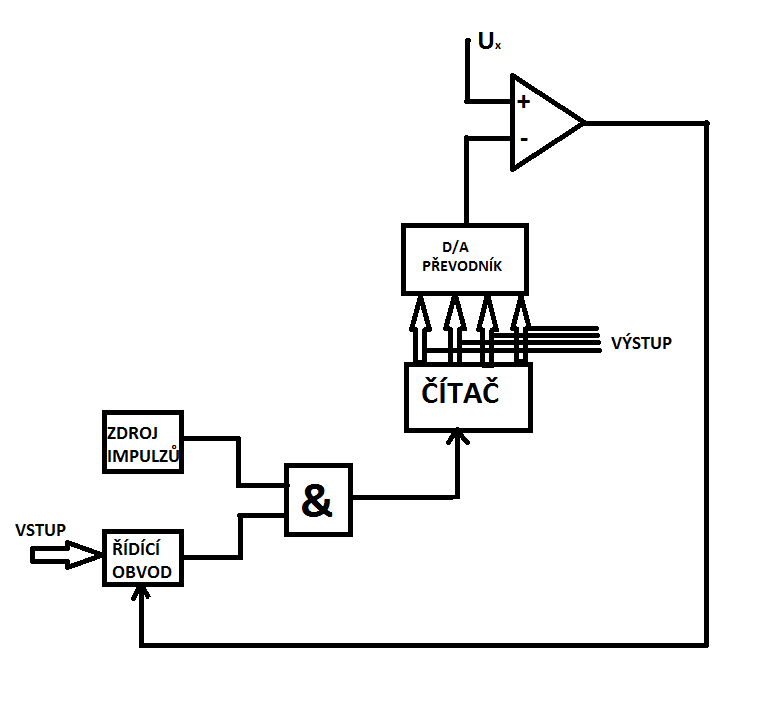 Ux
+
-
D/A
PŘEVODNÍK
VÝSTUP
ČÍTAČ
ZDROJ
IMPULZŮ
&
VSTUP
ŘÍDÍCÍ
OBVOD